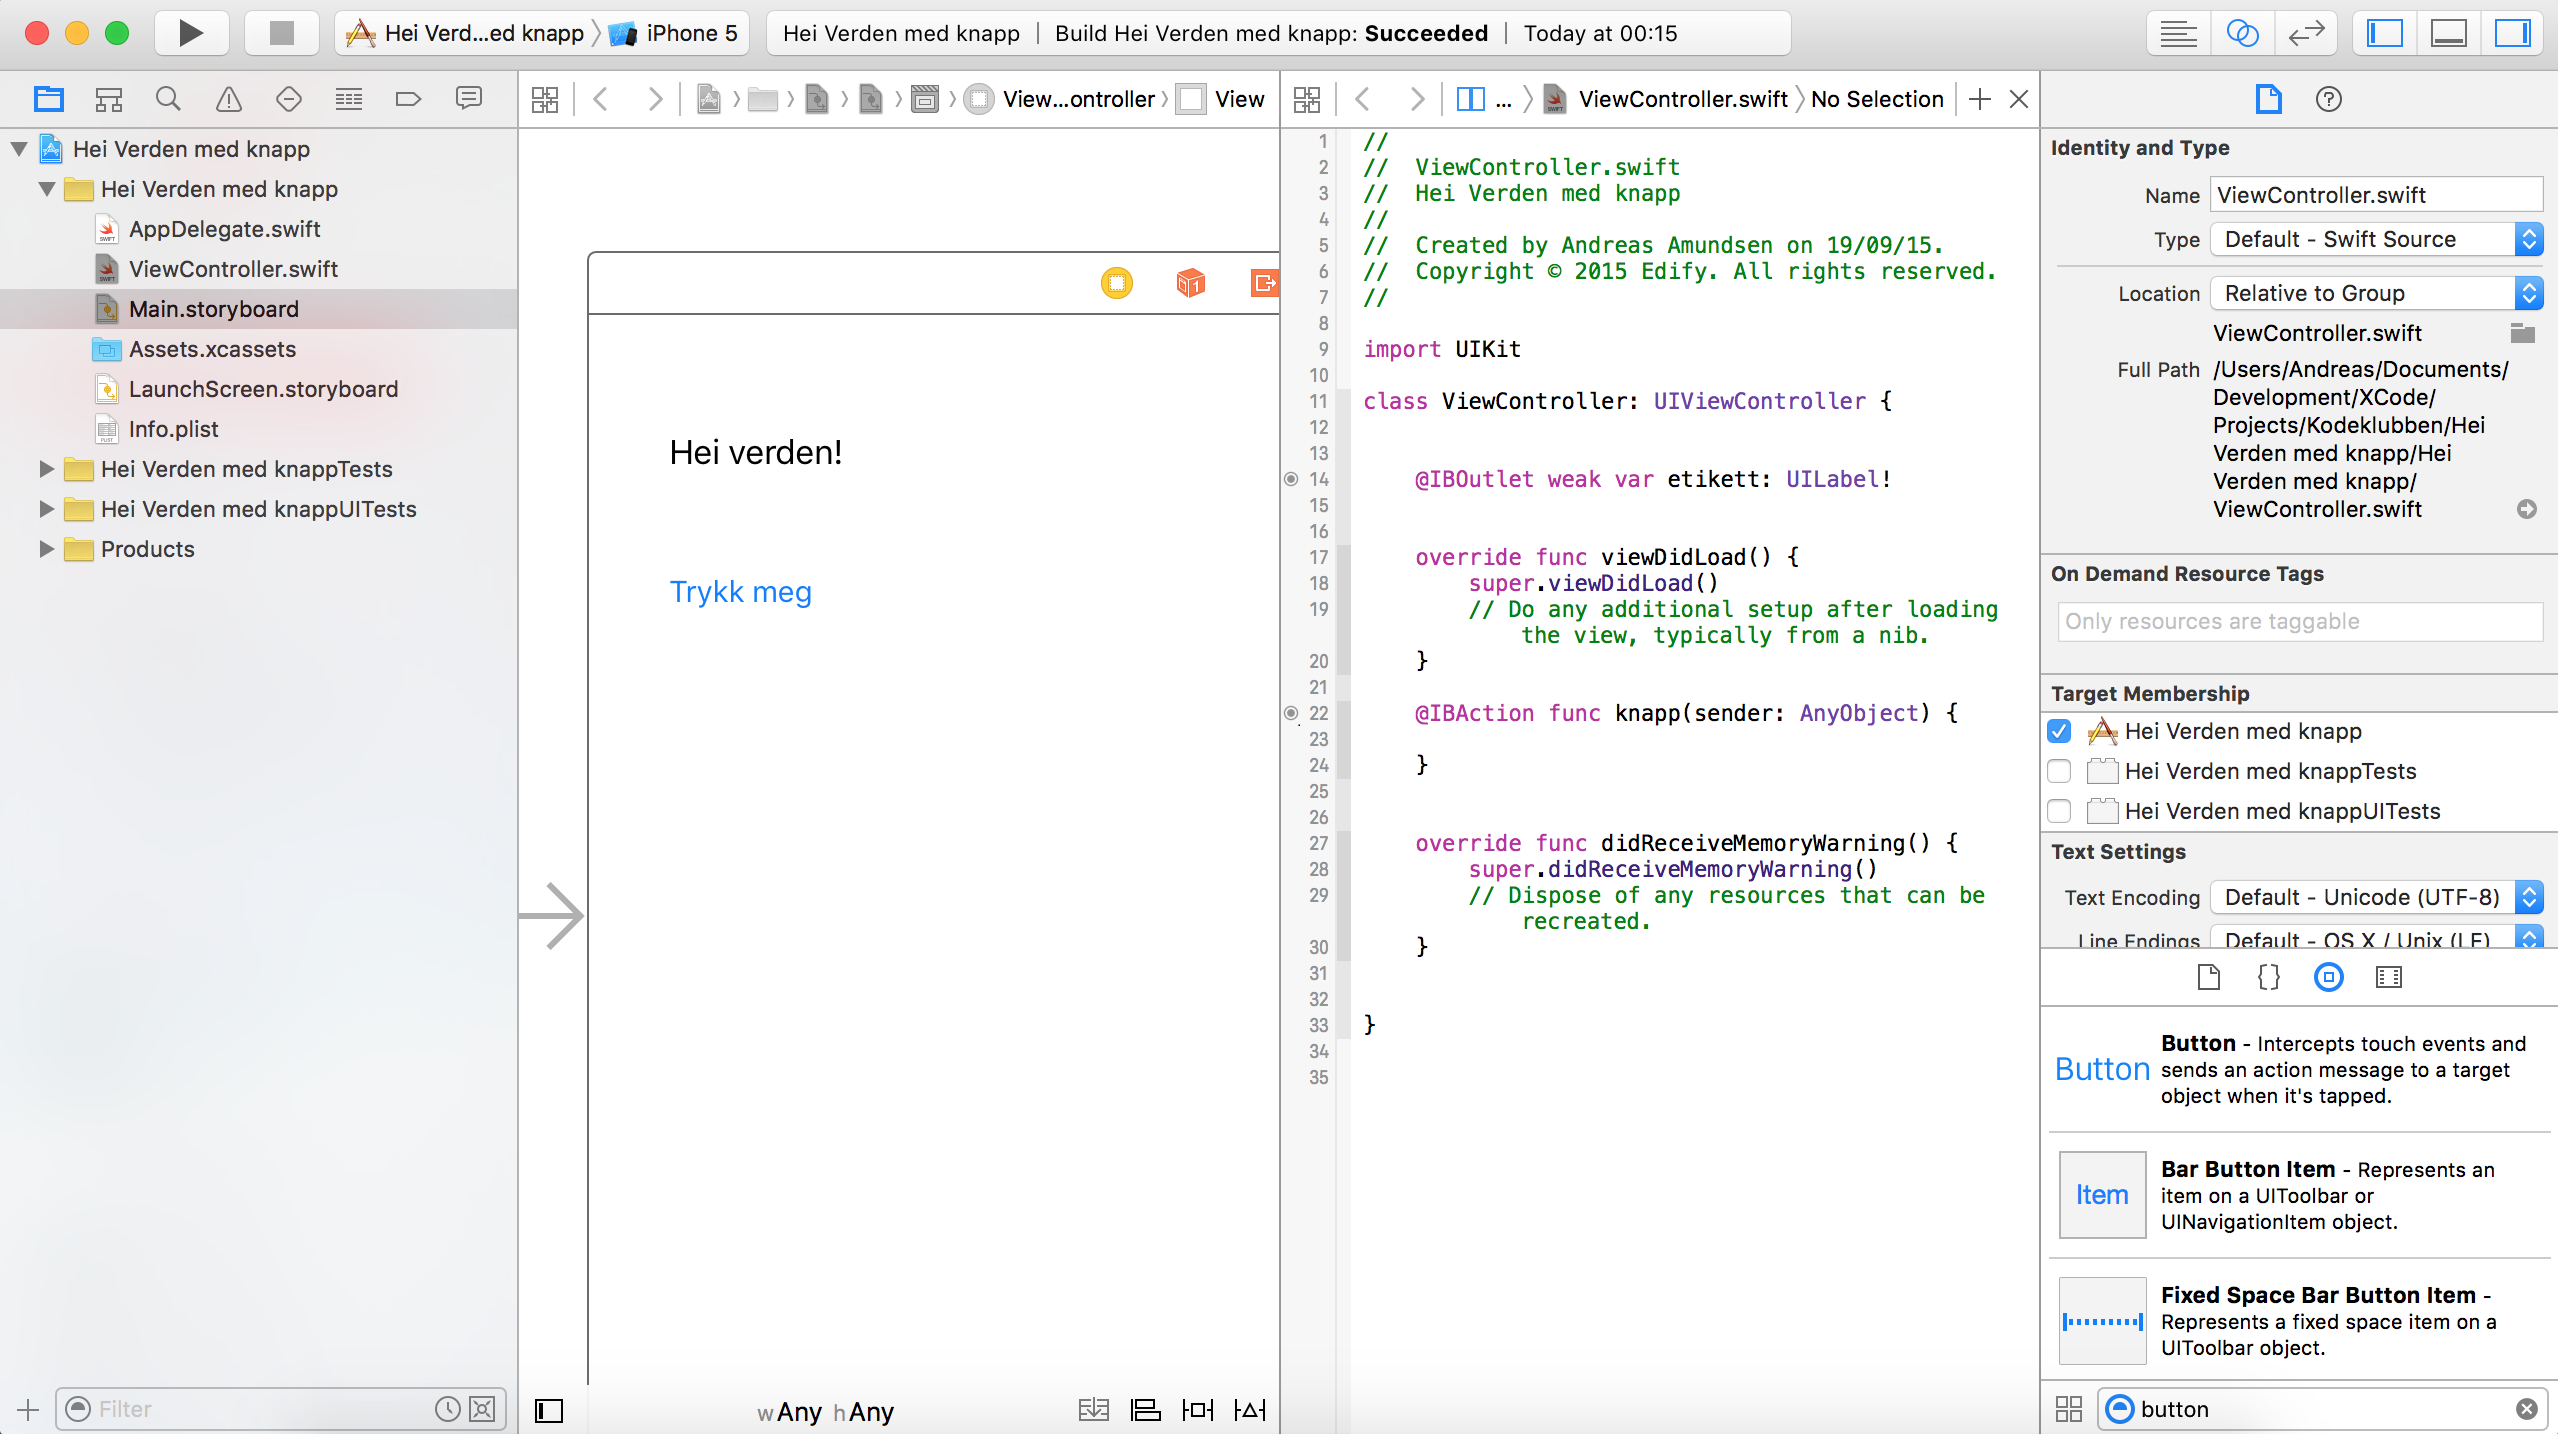 Hei Verd...ed knapp
iPhone 5
Hei Verden med knapp
Build Hei Verden med knapp: Succeeded
Today at 00:15
Hei Verden med knapp
Hei Verden med knapp
AppDelegate.swift
ViewController.swift
Main.storyboard
Assets.xcassets
LaunchScreen.storyboard
Info.plist
Hei Verden med knappTests
Hei Verden med knappUITests
Products
Filter
View...ontroller
View
Hei verden!
Trykk meg
wAny hAny
... ViewController.swift No Selection
1 //
2 // ViewController.swift
3 // Hei Verden med knapp
4 //
5 // Created by Andreas Amundsen on 19/09/15.
6 // Copyright © 2015 Edify. All rights reserved.
7 //
8
9 import UIKit
10
11 class ViewController: UIViewController {
12
13
14 @IBOutlet weak var etikett: UILabel!
15
16
17 override func viewDidLoad() {
18 super.viewDidLoad()
19 // Do any additional setup after loading
the view, typically from a nib.
20 }
21
22 @IBAction func knapp(sender: AnyObject) {
23
24 }
25
26
27 override func didReceiveMemoryWarning() {
28 super.didReceiveMemoryWarning()
29 // Dispose of any resources that can be
recreated.
30 }
31
32
33 }
34
35
Identity and Type
Name ViewController.swift
Type Default - Swift Source
Location Relative to Group
ViewController.swift
Full Path /Users/Andreas/Documents/
Development/XCode/
Projects/Kodeklubben/Hei
Verden med knapp/Hei
Verden med knapp/
ViewController.swift
On Demand Resource Tags
Only resources are taggable
Target Membership
Hei Verden med knapp
Hei Verden med knappTests
Hei Verden med knappUITests
Text Settings
Text Encoding Default - Unicode (UTF-8)
Line Endings Default - OS X / Unix (LF)
Button
Button - Intercepts touch events and
sends an action message to a target
object when it's tapped.
Item
Bar Button Item - Represents an
item on a UIToolbar or
UINavigationItem object.
Fixed Space Bar Button Item -
Represents a fixed space item on a
UIToolbar object.
button